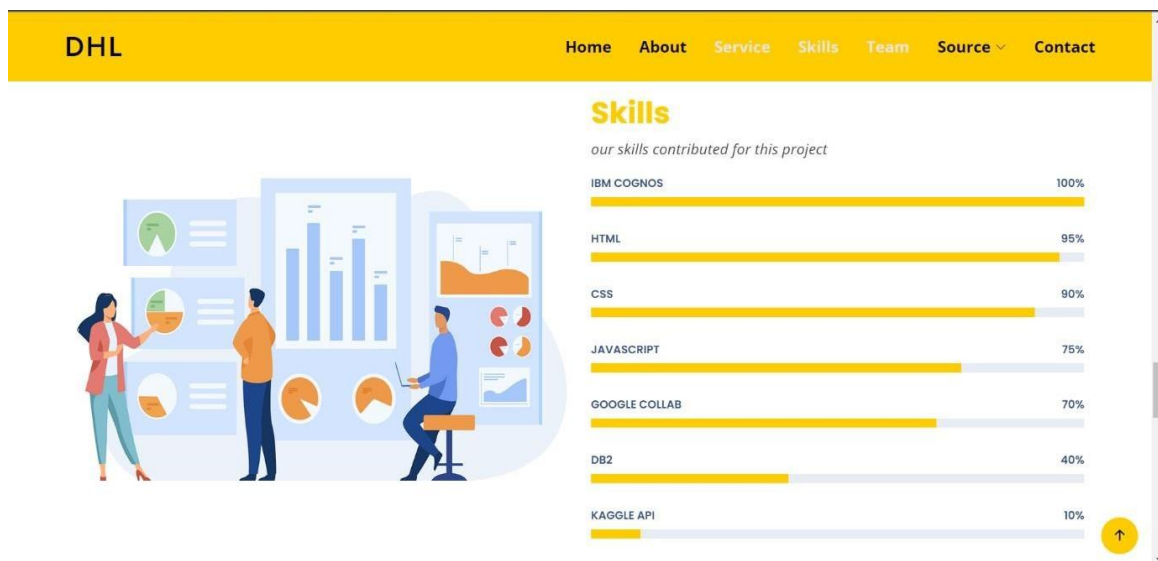 DHL
Home About Service Skills Team Source Contact
Skills
our skills contributed for this project
IBM COGNOS 100%
HTML 95%
CSS 90%
JAVASCRIPT 75%
GOOGLE COLLAB 70%
DB2 40%
KAGGLE API 10%